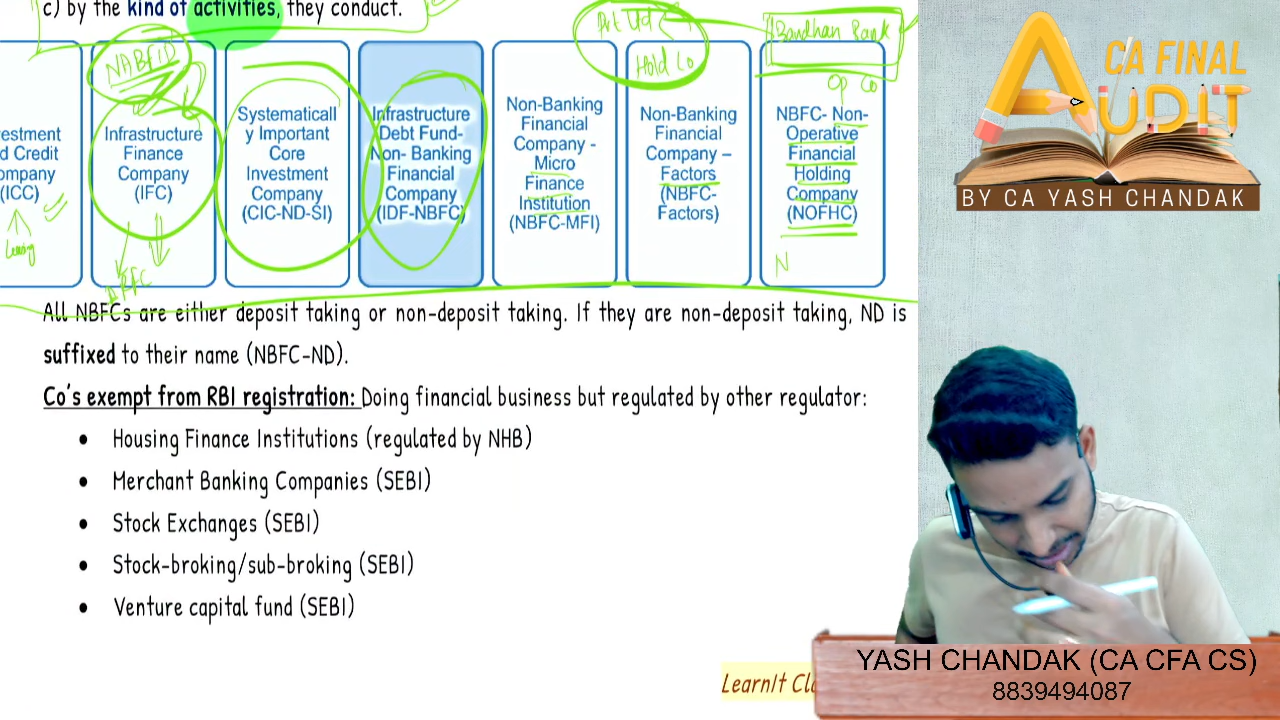 c) by the kind of activities, they conduct.
Pvt Ltd
Hold Co
Bandhan Bank
Op Co
NABFID
estment
d Credit
ompany
(ICC)
Infrastructure
Finance
Company
(IFC)
Systematicall
y Important
Core
Investment
Company
(CIC-ND-SI)
Infrastructure
Debt Fund-
Non- Banking
Financial
Company
(IDF-NBFC)
Non-Banking
Financial
Company -
Micro
Finance
Institution
(NBFC-MFI)
Non-Banking
Financial
Company –
Factors
(NBFC-
Factors)
NBFC- Non-
Operative
Financial
Holding
Company
(NOFHC)
N
All NBFCs are either deposit taking or non-deposit taking. If they are non-deposit taking, ND is
suffixed to their name (NBFC-ND).
Co's exempt from RBI registration: Doing financial business but regulated by other regulator:
• Housing Finance Institutions (regulated by NHB)
• Merchant Banking Companies (SEBI)
• Stock Exchanges (SEBI)
• Stock-broking/sub-broking (SEBI)
• Venture capital fund (SEBI)
LearnIt Cl
CA FINAL
AUDIT
BY CA YASH CHANDAK
YASH CHANDAK (CA CFA CS)
8839494087